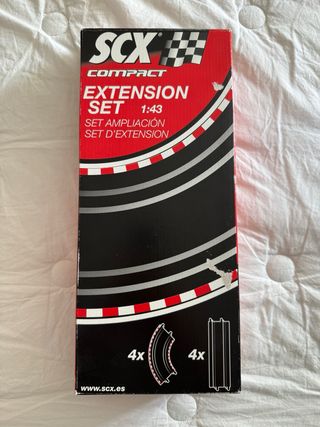 SCX
COMPACT
EXTENSION
SET 1:43
SET AMPLIACIÓN
SET D'EXTENSION
4x 4x
www.scx.es